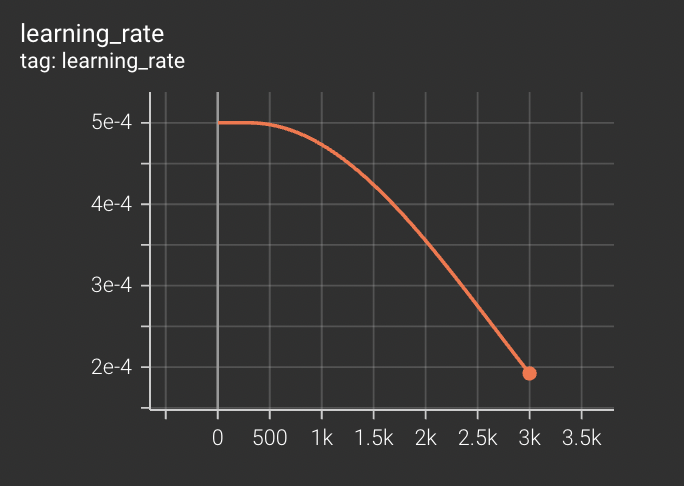 learning_rate
tag: learning_rate
5e-4
4e-4
3e-4
2e-4
0 500 1k 1.5k 2k 2.5k 3k 3.5k